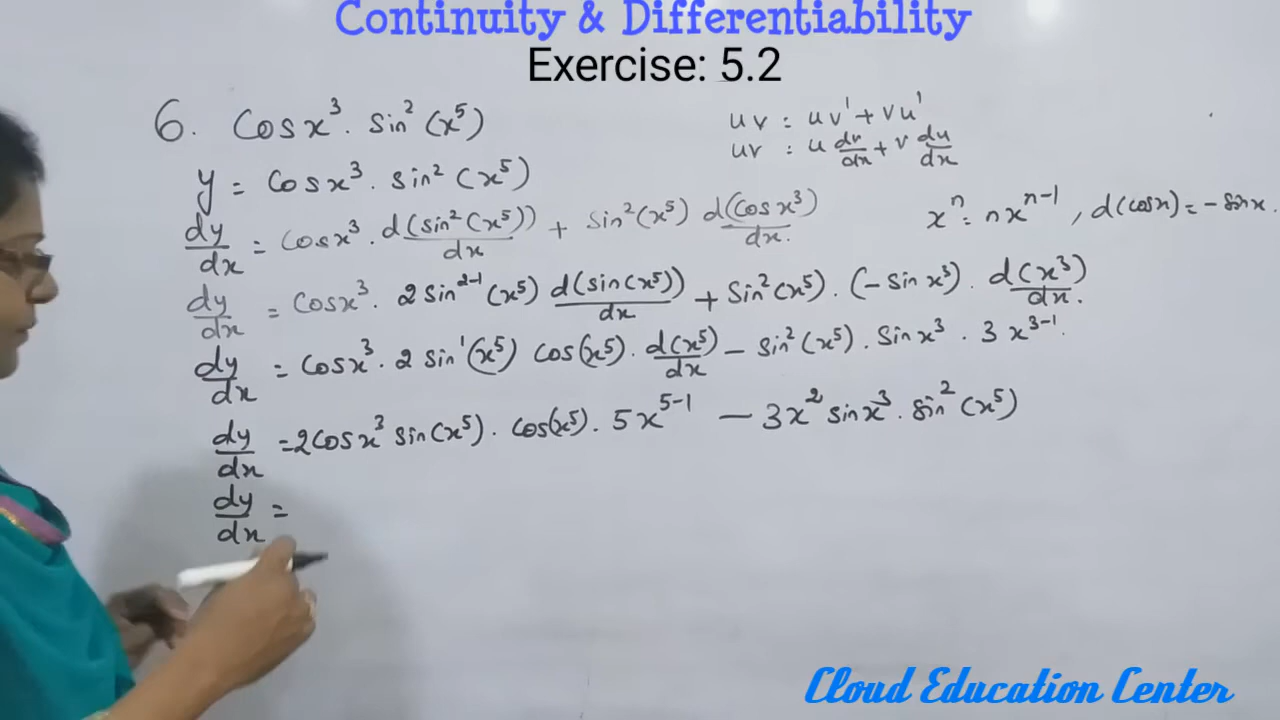 Continuity & Differentiability
Exercise: 5.2
6. Cos x³ . Sin² (x⁵)
uv = uv' + vu'
uv = u dv/dx + v du/dx
y = Cos x³ . Sin² (x⁵)
dy/dx = Cos x³ . d(Sin² (x⁵))/dx + Sin² (x⁵) d(Cos x³)/dx.
xⁿ = nxⁿ⁻¹, d(cos x) = - Sin x.
dy/dx = Cos x³ . 2 Sin²⁻¹ (x⁵) d(Sin(x⁵))/dx + Sin² (x⁵) . (-Sin x³) . d(x³)/dx.
dy/dx = Cos x³ . 2 Sin¹ (x⁵) Cos(x⁵) . d(x⁵)/dx - Sin² (x⁵) . Sin x³ . 3 x³⁻¹.
dy/dx = 2Cos x³ Sin(x⁵) . Cos(x⁵) . 5x⁵⁻¹ - 3x² Sin x³ . Sin² (x⁵)
dy/dx =
Cloud Education Center